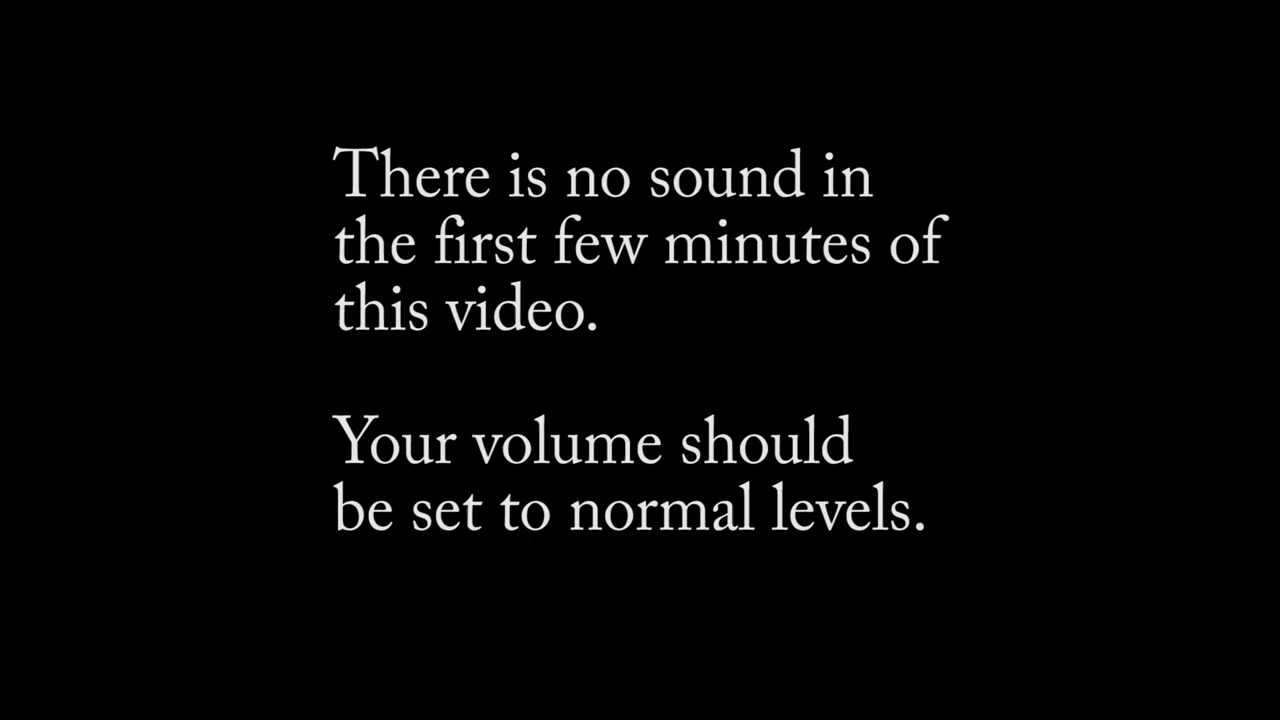 There is no sound in
the first few minutes of
this video.
Your volume should
be set to normal levels.